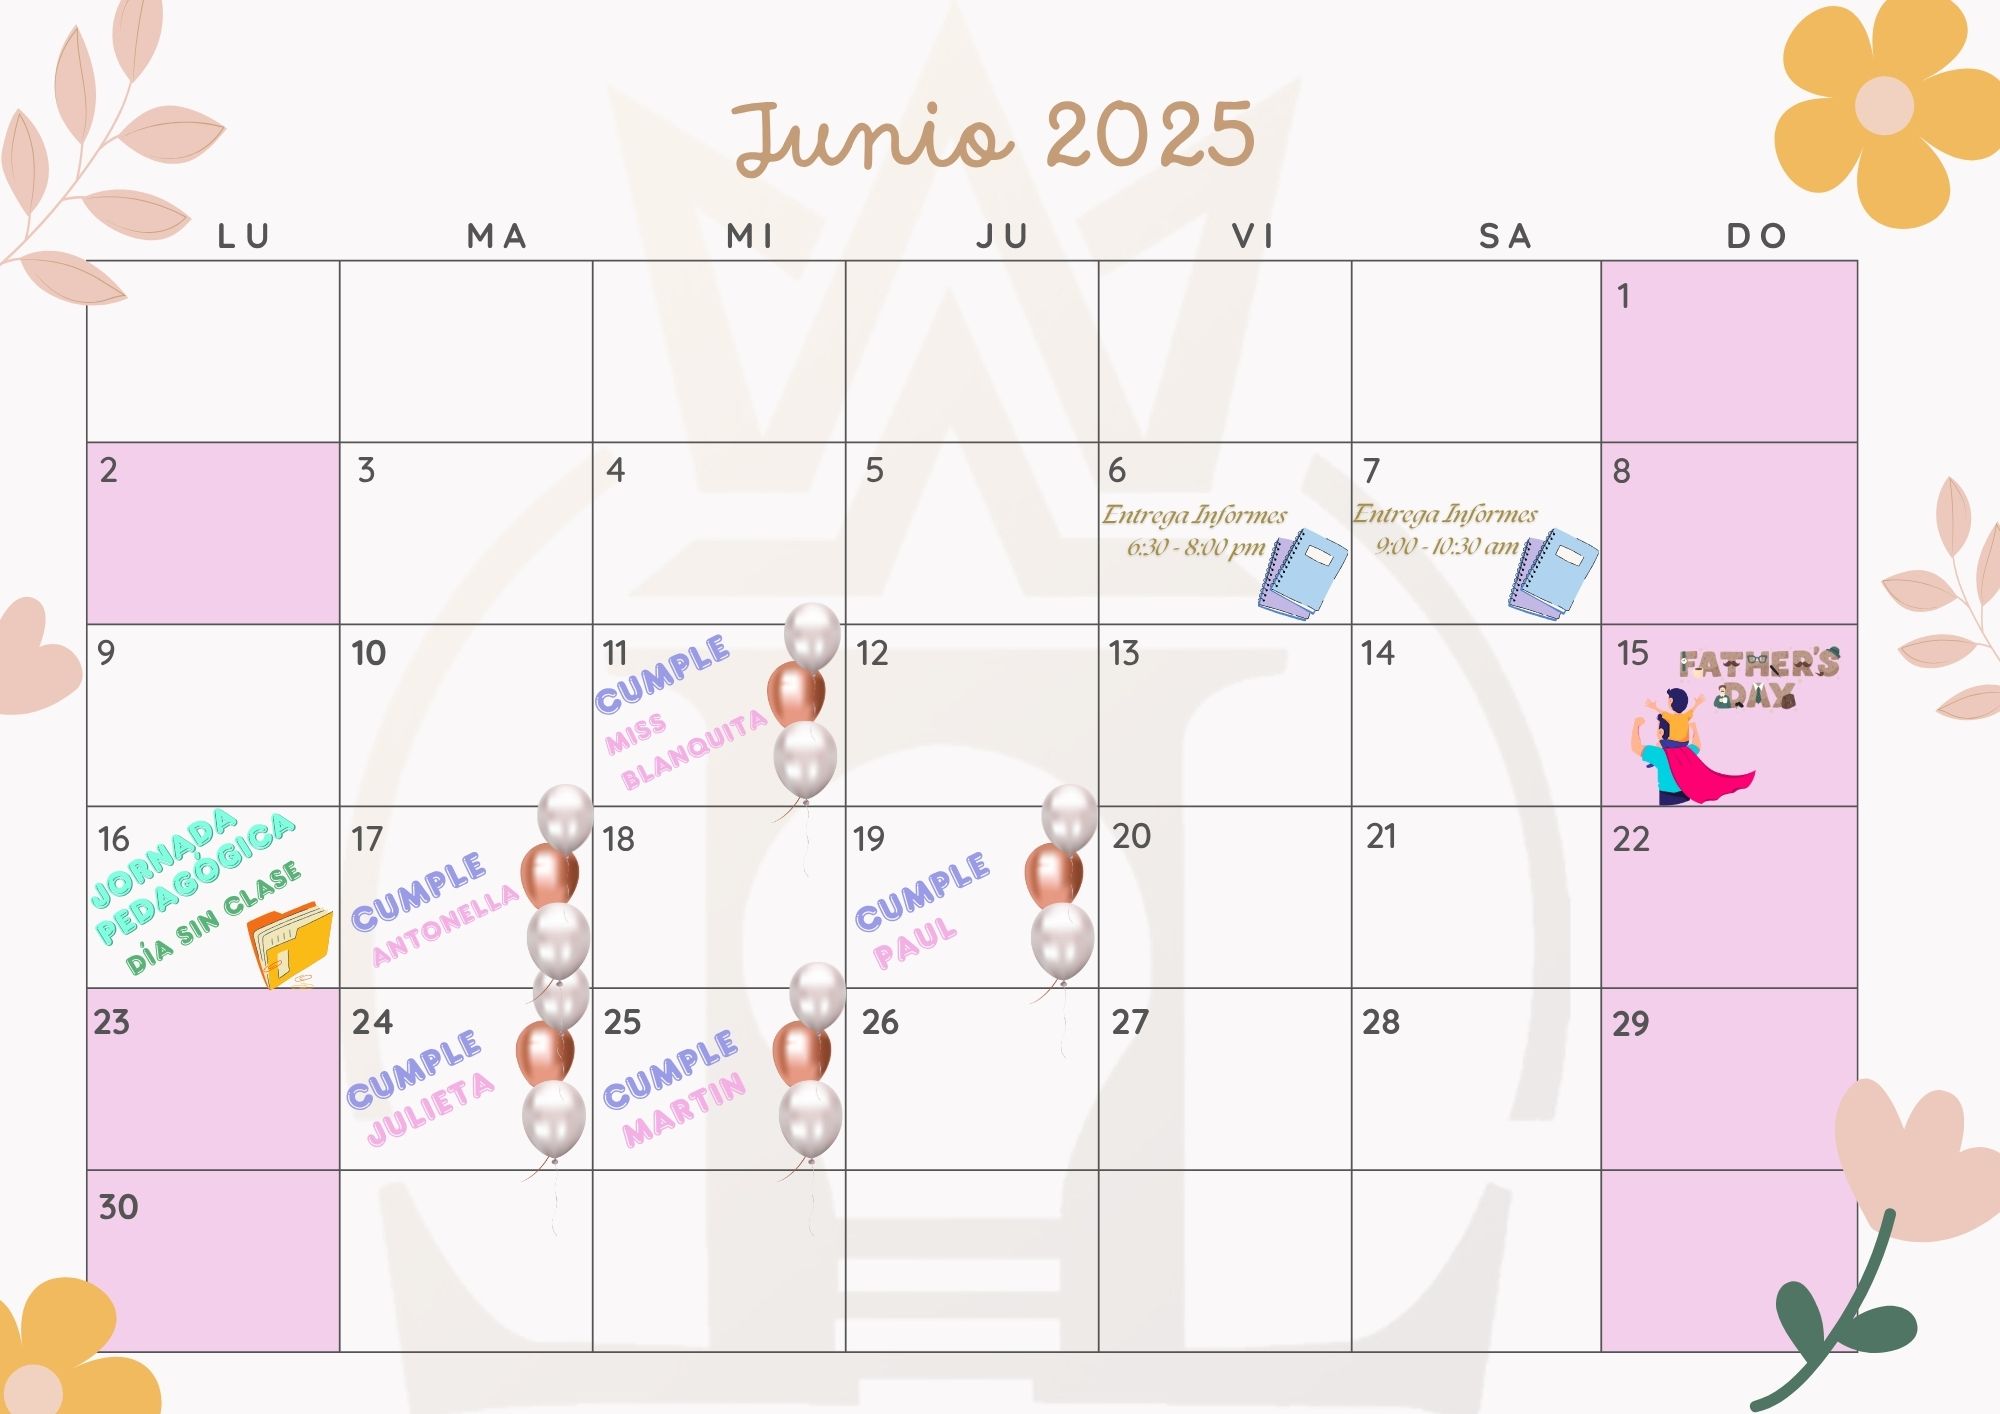 Junio 2025
LU MA MI JU VI SA DO
1
2 3 4 5 6 7 8
Entrega Informes
6:30 - 8:00 pm
Entrega Informes
9:00 - 10:30 am
9 10 11 12 13 14 15
CUMPLE
MISS
BLANQUITA
FATHER'S
DAY
16 17 18 19 20 21 22
JORNADA
PEDAGÓGICA
DÍA SIN CLASE
CUMPLE
ANTONELLA
CUMPLE
PAUL
23 24 25 26 27 28 29
CUMPLE
JULIETA
CUMPLE
MARTIN
30